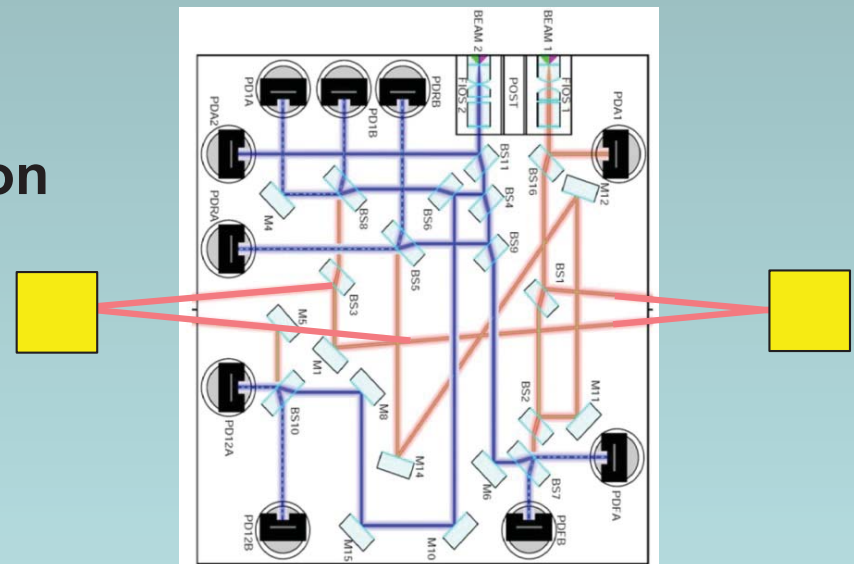 on
BEAM 2
BEAM 1
FIOS 2
POST
FIOS 1
PD1A
PD1B
PDRB
PDA2
PDA1
BS11
BS16
M12
M4
BS8
BS6
BS4
PDRA
BS5
BS9
BS3
BS1
M5
M1
M8
BS2
M11
PD12A
BS10
M14
M6
BS7
PDFA
PD12B
M15
M10
PDFB